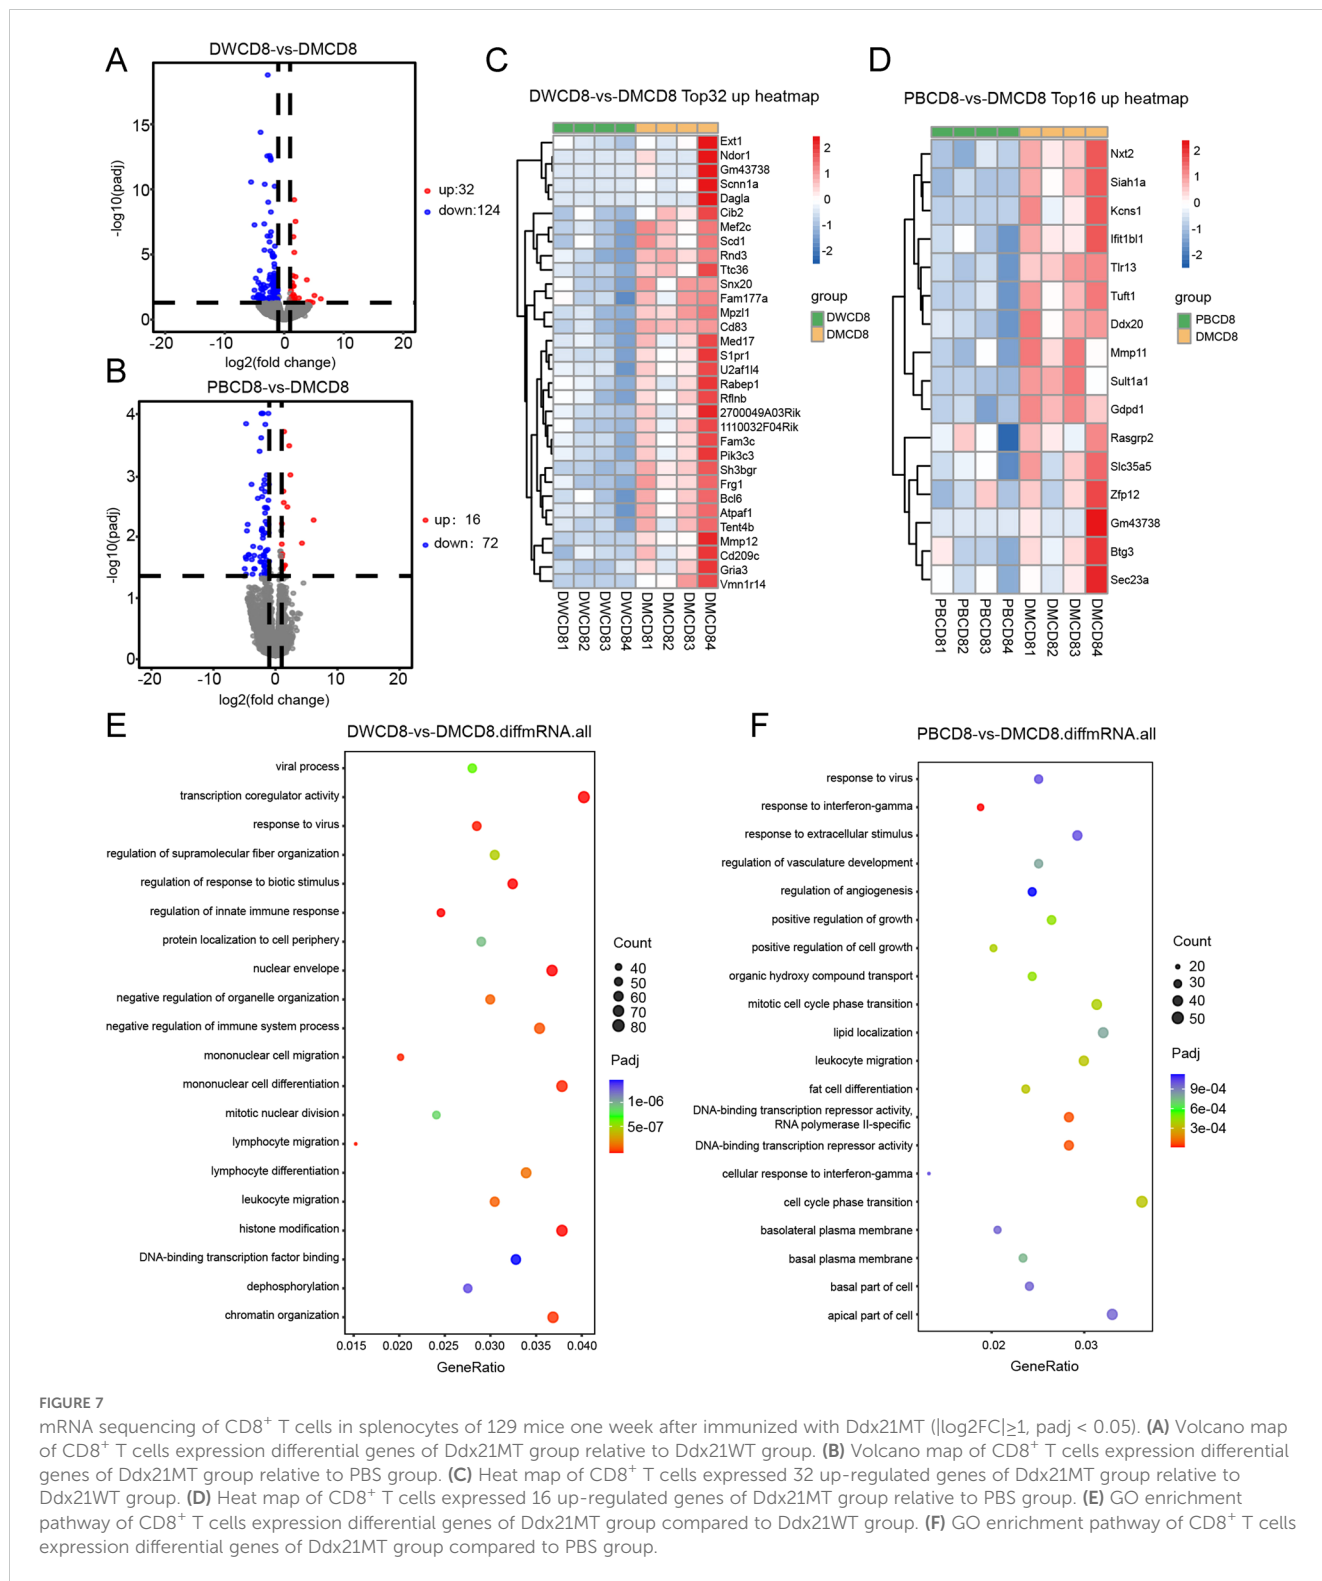 A
DWCD8-vs-DMCD8
15
10
5
0
-log10(padj)
-20
-10
0
10
20
log2(fold change)
up:32
down:124
B
PBCD8-vs-DMCD8
4
3
2
1
0
-log10(padj)
-20
-10
0
10
20
log2(fold change)
up: 16
down: 72
C
DWCD8-vs-DMCD8 Top32 up heatmap
Ext1
Ndor1
Gm43738
Scnn1a
Dagla
Cib2
Mef2c
Scd1
Rnd3
Ttc36
Snx20
Fam177a
Mpzl1
Cd83
Med17
S1pr1
U2af1l4
Rabep1
Rflnb
2700049A03Rik
1110032F04Rik
Fam3c
Pik3c3
Sh3bgr
Frg1
Bcl6
Atpaf1
Tent4b
Mmp12
Cd209c
Gria3
Vmn1r14
DWCD81
DWCD82
DWCD83
DWCD84
DMCD81
DMCD82
DMCD83
DMCD84
2
1
0
-1
-2
group
DWCD8
DMCD8
D
PBCD8-vs-DMCD8 Top16 up heatmap
Nxt2
Siah1a
Kcns1
Ifit1bl1
Tlr13
Tuft1
Ddx20
Mmp11
Sult1a1
Gdpd1
Rasgrp2
Slc35a5
Zfp12
Gm43738
Btg3
Sec23a
PBCD81
PBCD82
PBCD83
PBCD84
DMCD81
DMCD82
DMCD83
DMCD84
2
1
0
-1
-2
group
PBCD8
DMCD8
E
DWCD8-vs-DMCD8.diffmRNA.all
viral process
transcription coregulator activity
response to virus
regulation of supramolecular fiber organization
regulation of response to biotic stimulus
regulation of innate immune response
protein localization to cell periphery
nuclear envelope
negative regulation of organelle organization
negative regulation of immune system process
mononuclear cell migration
mononuclear cell differentiation
mitotic nuclear division
lymphocyte migration
lymphocyte differentiation
leukocyte migration
histone modification
DNA-binding transcription factor binding
dephosphorylation
chromatin organization
0.015
0.020
0.025
0.030
0.035
0.040
GeneRatio
Count
40
50
60
70
80
Padj
1e-06
5e-07
F
PBCD8-vs-DMCD8.diffmRNA.all
response to virus
response to interferon-gamma
response to extracellular stimulus
regulation of vasculature development
regulation of angiogenesis
positive regulation of growth
positive regulation of cell growth
organic hydroxy compound transport
mitotic cell cycle phase transition
lipid localization
leukocyte migration
fat cell differentiation
DNA-binding transcription repressor activity,
RNA polymerase II-specific
DNA-binding transcription repressor activity
cellular response to interferon-gamma
cell cycle phase transition
basolateral plasma membrane
basal plasma membrane
basal part of cell
apical part of cell
0.02
0.03
GeneRatio
Count
20
30
40
50
Padj
9e-04
6e-04
3e-04
FIGURE 7
mRNA sequencing of CD8⁺ T cells in splenocytes of 129 mice one week after immunized with Ddx21MT (|log2FC|≥1, padj < 0.05). (A) Volcano map
of CD8⁺ T cells expression differential genes of Ddx21MT group relative to Ddx21WT group. (B) Volcano map of CD8⁺ T cells expression differential
genes of Ddx21MT group relative to PBS group. (C) Heat map of CD8⁺ T cells expressed 32 up-regulated genes of Ddx21MT group relative to
Ddx21WT group. (D) Heat map of CD8⁺ T cells expressed 16 up-regulated genes of Ddx21MT group relative to PBS group. (E) GO enrichment
pathway of CD8⁺ T cells expression differential genes of Ddx21MT group compared to Ddx21WT group. (F) GO enrichment pathway of CD8⁺ T cells
expression differential genes of Ddx21MT group compared to PBS group.